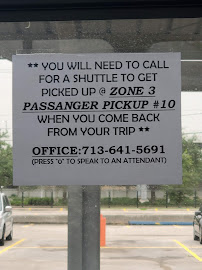 ** YOU WILL NEED TO CALL
FOR A SHUTTLE TO GET
PICKED UP @ ZONE 3
PASSANGER PICKUP #10
WHEN YOU COME BACK
FROM YOUR TRIP **
OFFICE:713-641-5691
(PRESS "0" TO SPEAK TO AN ATTENDANT)